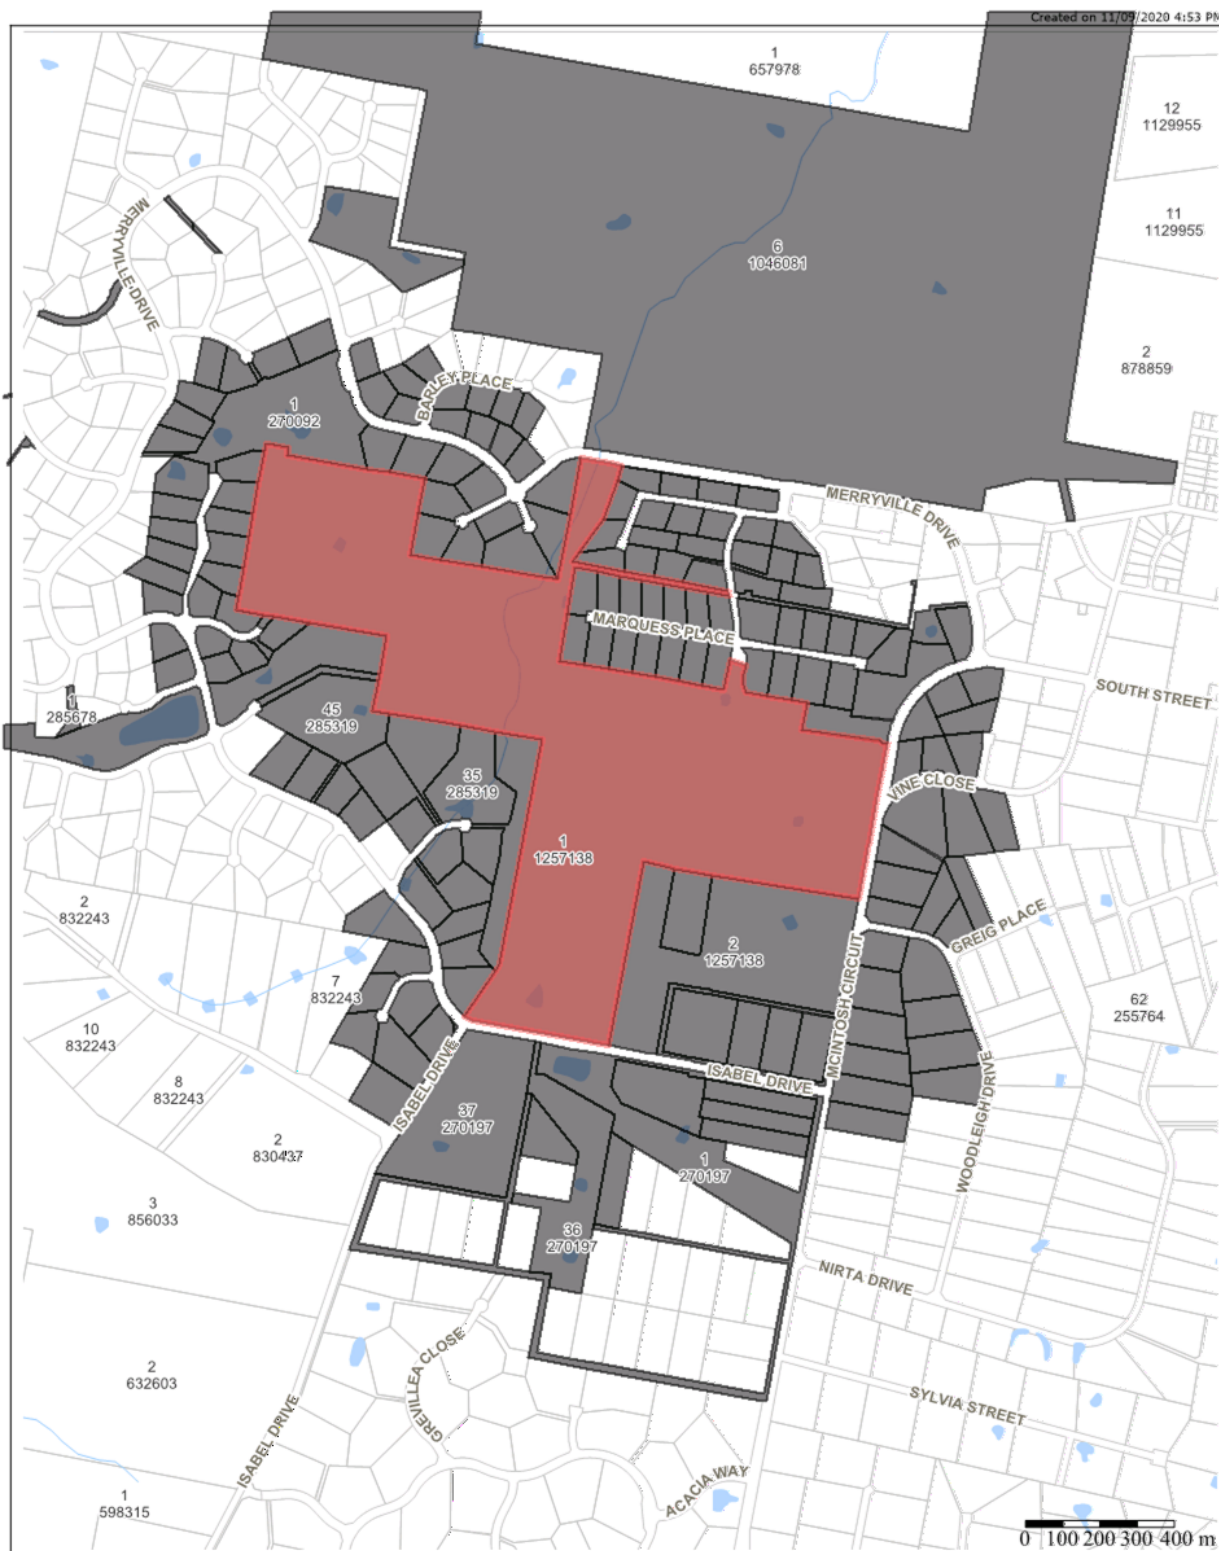 Created on 11/09/2020 4:53 PM
1
657978
12
1129955
11
1129955
6
1046081
2
878859
MERRYVILLE DRIVE
BARLEY PLACE
1
270092
MERRYVILLE DRIVE
MARQUESS PLACE
SOUTH STREET
1
285678
45
285319
35
285319
VINE CLOSE
1
1257138
2
832243
GREIG PLACE
2
1257138
7
832243
MCINTOSH CIRCUIT
62
255764
10
832243
8
832243
ISABEL DRIVE
ISABEL DRIVE
WOODLEIGH DRIVE
37
270197
2
830437
1
270197
3
856033
36
270197
NIRTA DRIVE
GREVILLEA CLOSE
2
632603
SYLVIA STREET
ISABEL DRIVE
ACACIA WAY
1
598315
0 100 200 300 400 m